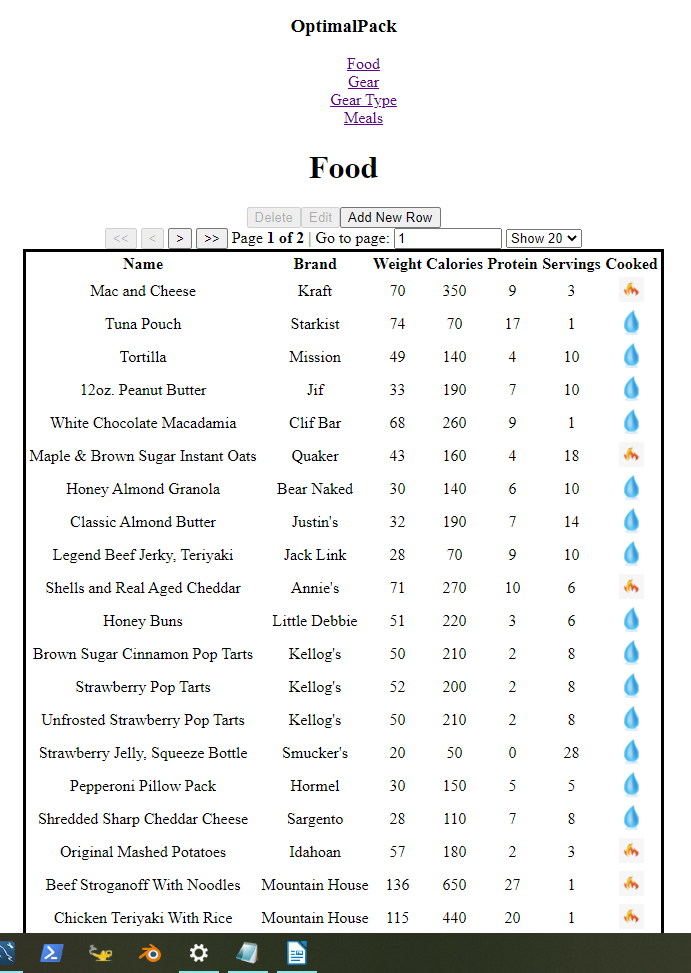 OptimalPack
Food
Gear
Gear Type
Meals
Food
Delete Edit Add New Row
<< < > >> Page 1 of 2 | Go to page: 1 Show 20
Name Brand Weight Calories Protein Servings Cooked
Mac and Cheese Kraft 70 350 9 3
Tuna Pouch Starkist 74 70 17 1
Tortilla Mission 49 140 4 10
12oz. Peanut Butter Jif 33 190 7 10
White Chocolate Macadamia Clif Bar 68 260 9 1
Maple & Brown Sugar Instant Oats Quaker 43 160 4 18
Honey Almond Granola Bear Naked 30 140 6 10
Classic Almond Butter Justin's 32 190 7 14
Legend Beef Jerky, Teriyaki Jack Link 28 70 9 10
Shells and Real Aged Cheddar Annie's 71 270 10 6
Honey Buns Little Debbie 51 220 3 6
Brown Sugar Cinnamon Pop Tarts Kellog's 50 210 2 8
Strawberry Pop Tarts Kellog's 52 200 2 8
Unfrosted Strawberry Pop Tarts Kellog's 50 210 2 8
Strawberry Jelly, Squeeze Bottle Smucker's 20 50 0 28
Pepperoni Pillow Pack Hormel 30 150 5 5
Shredded Sharp Cheddar Cheese Sargento 28 110 7 8
Original Mashed Potatoes Idahoan 57 180 2 3
Beef Stroganoff With Noodles Mountain House 136 650 27 1
Chicken Teriyaki With Rice Mountain House 115 440 20 1